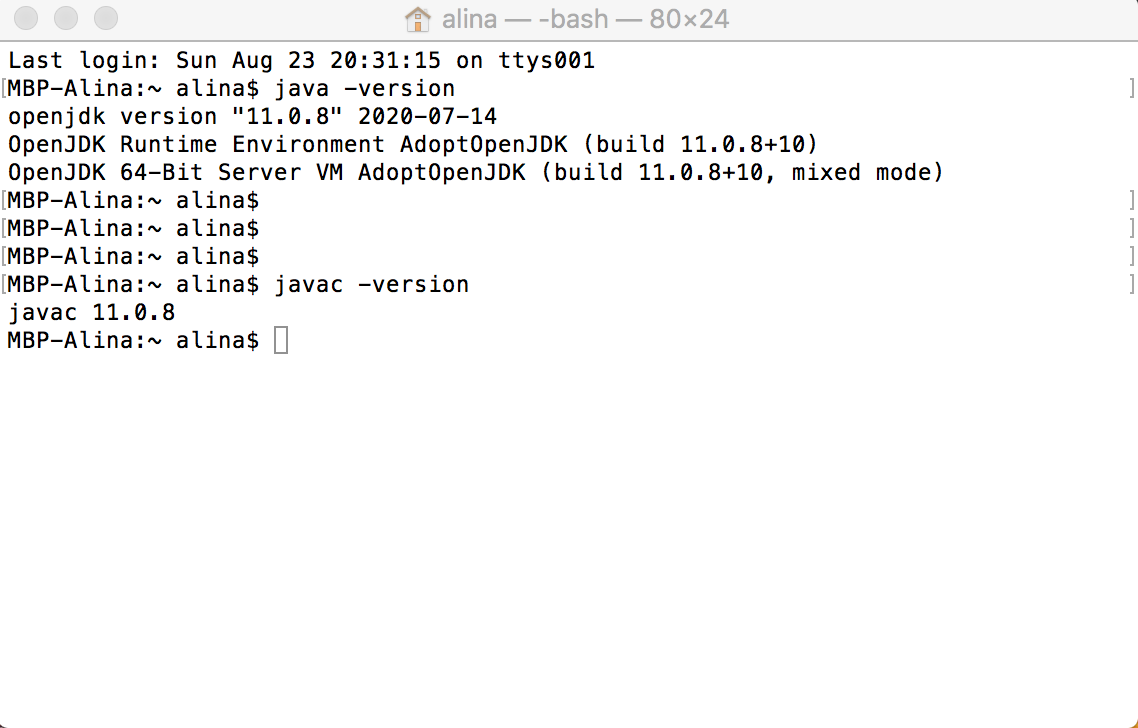 alina — -bash — 80×24
Last login: Sun Aug 23 20:31:15 on ttys001
[MBP-Alina:~ alina$ java -version ]
openjdk version "11.0.8" 2020-07-14
OpenJDK Runtime Environment AdoptOpenJDK (build 11.0.8+10)
OpenJDK 64-Bit Server VM AdoptOpenJDK (build 11.0.8+10, mixed mode)
[MBP-Alina:~ alina$ ]
[MBP-Alina:~ alina$ ]
[MBP-Alina:~ alina$ ]
[MBP-Alina:~ alina$ javac -version ]
javac 11.0.8
MBP-Alina:~ alina$